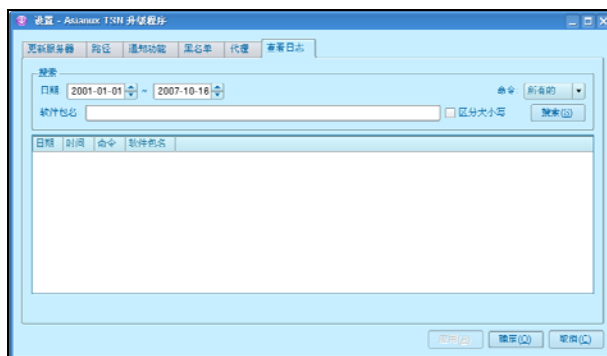 设置 - Asianux TSN 升级程序
更新服务器 路径 通知功能 黑名单 代理 查看日志
搜索
日期 2001-01-01 ~ 2007-10-16 命令 所有的
软件包名 区分大小写 搜索(S)
日期 时间 命令 软件包名
应用(A) 确定(O) 取消(C)